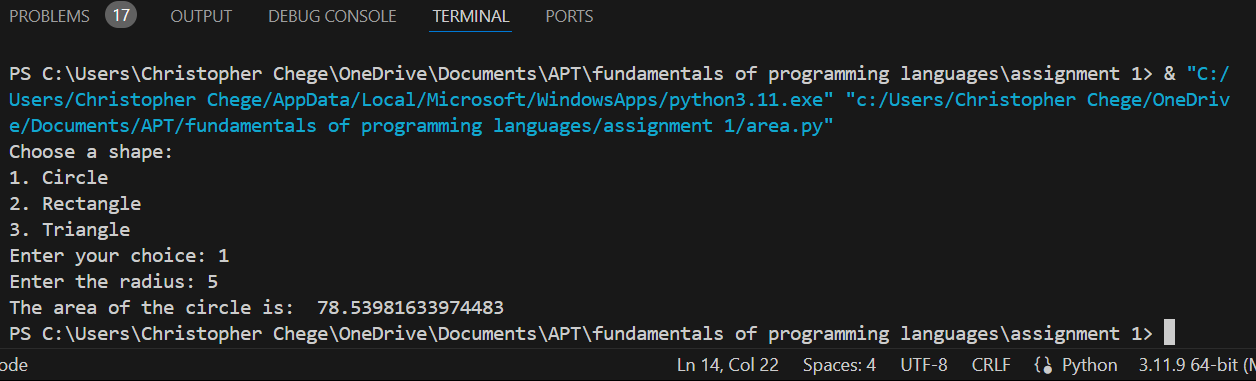 PROBLEMS 17 OUTPUT DEBUG CONSOLE TERMINAL PORTS
PS C:\Users\Christopher Chege\OneDrive\Documents\APT\fundamentals of programming languages\assignment 1> & "C:/
Users/Christopher Chege/AppData/Local/Microsoft/WindowsApps/python3.11.exe" "c:/Users/Christopher Chege/OneDriv
e/Documents/APT/fundamentals of programming languages/assignment 1/area.py"
Choose a shape:
1. Circle
2. Rectangle
3. Triangle
Enter your choice: 1
Enter the radius: 5
The area of the circle is:  78.53981633974483
PS C:\Users\Christopher Chege\OneDrive\Documents\APT\fundamentals of programming languages\assignment 1>
ode Ln 14, Col 22 Spaces: 4 UTF-8 CRLF Python 3.11.9 64-bit (M